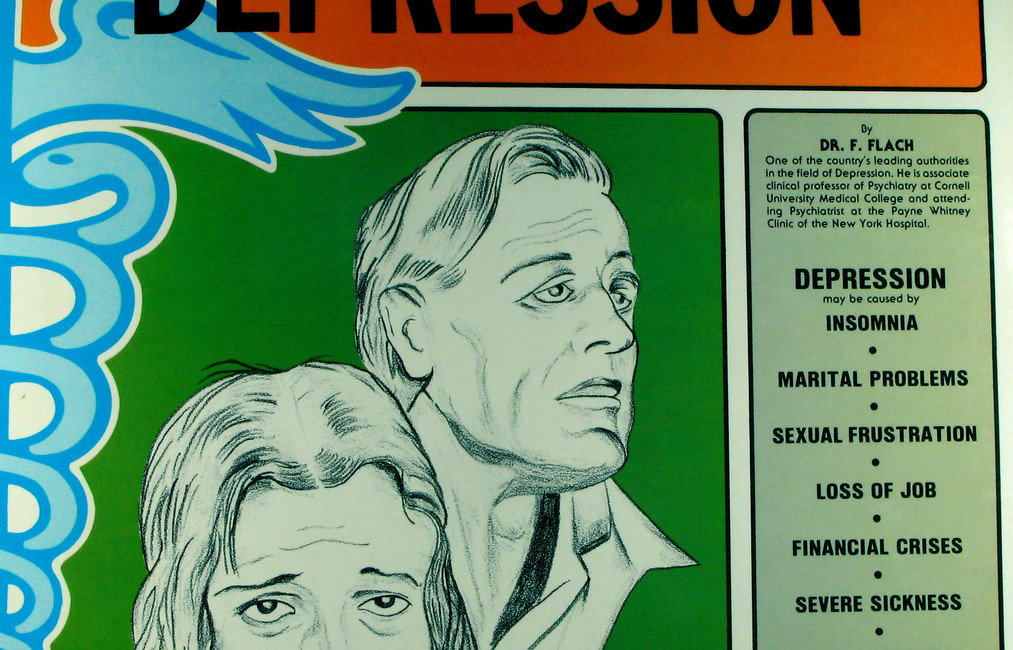 DEPRESSION
By
DR. F. FLACH
One of the country's leading authorities
in the field of Depression. He is associate
clinical professor of Psychiatry at Cornell
University Medical College and attend-
ing Psychiatrist at the Payne Whitney
Clinic of the New York Hospital.
DEPRESSION
may be caused by
INSOMNIA
•
MARITAL PROBLEMS
•
SEXUAL FRUSTRATION
•
LOSS OF JOB
•
FINANCIAL CRISES
•
SEVERE SICKNESS
•